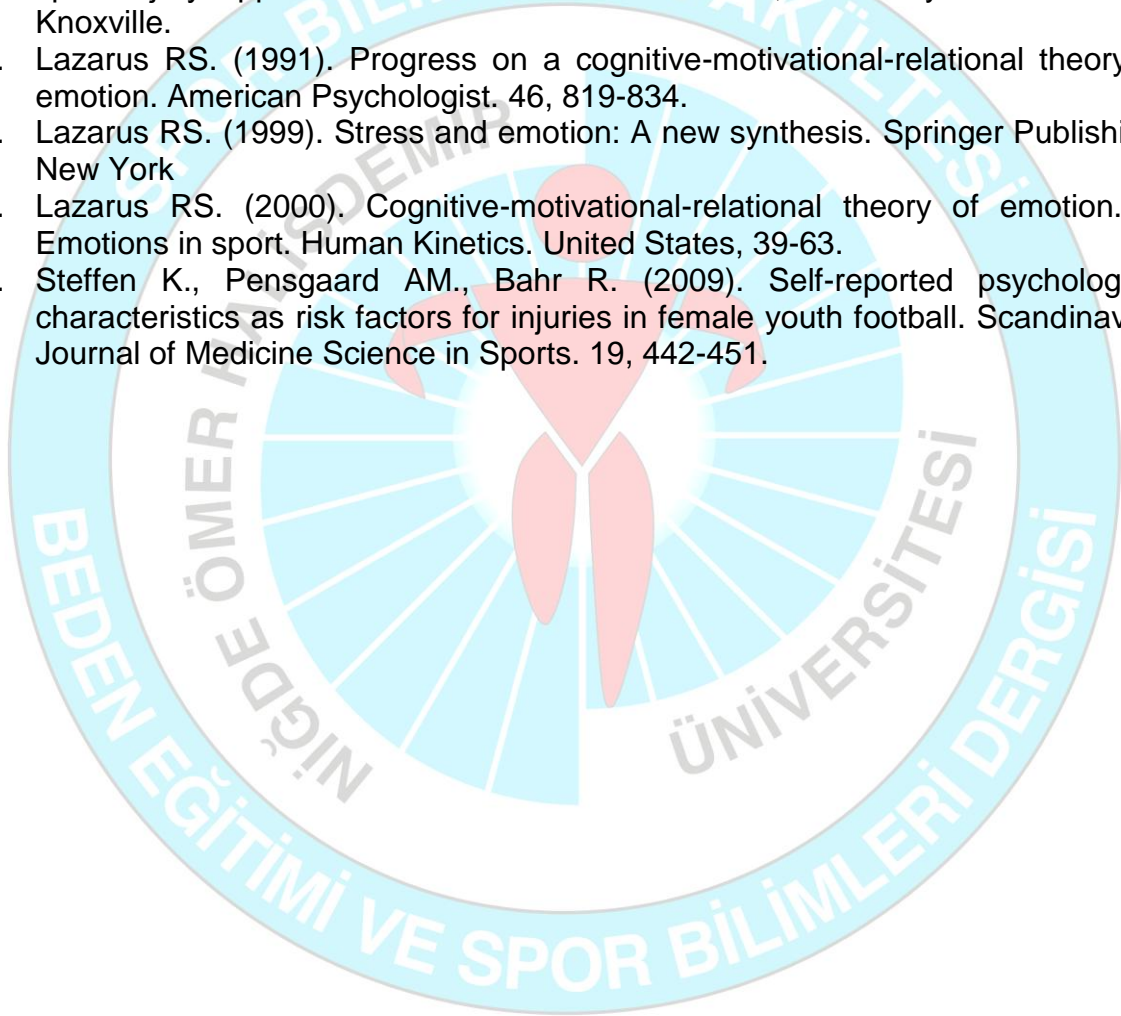 Knoxville.
. Lazarus RS. (1991). Progress on a cognitive-motivational-relational theory
emotion. American Psychologist. 46, 819-834.
. Lazarus RS. (1999). Stress and emotion: A new synthesis. Springer Publishi
New York
. Lazarus RS. (2000). Cognitive-motivational-relational theory of emotion.
Emotions in sport. Human Kinetics. United States, 39-63.
. Steffen K., Pensgaard AM., Bahr R. (2009). Self-reported psycholog
characteristics as risk factors for injuries in female youth football. Scandinav
Journal of Medicine Science in Sports. 19, 442-451.
SPOR BİLİM AKÜLTESİ
NİĞDE ÖMER HALİSDEMİR
ÜNİVERSİTESİ
BEDEN EĞİTİMİ VE SPOR BİLİMLERİ DERGİSİ